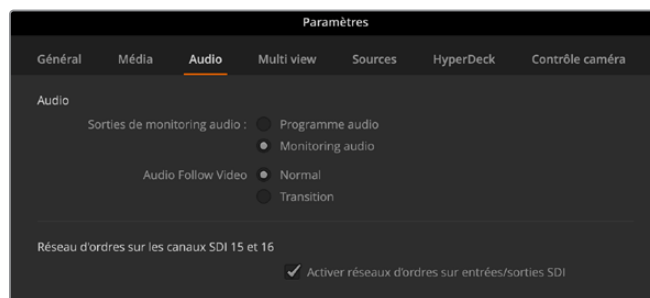 Paramètres
Général Média Audio Multi view Sources HyperDeck Contrôle caméra
Audio
Sorties de monitoring audio : Programme audio
Monitoring audio
Audio Follow Video Normal
Transition
Réseau d'ordres sur les canaux SDI 15 et 16
Activer réseaux d'ordres sur entrées/sorties SDI